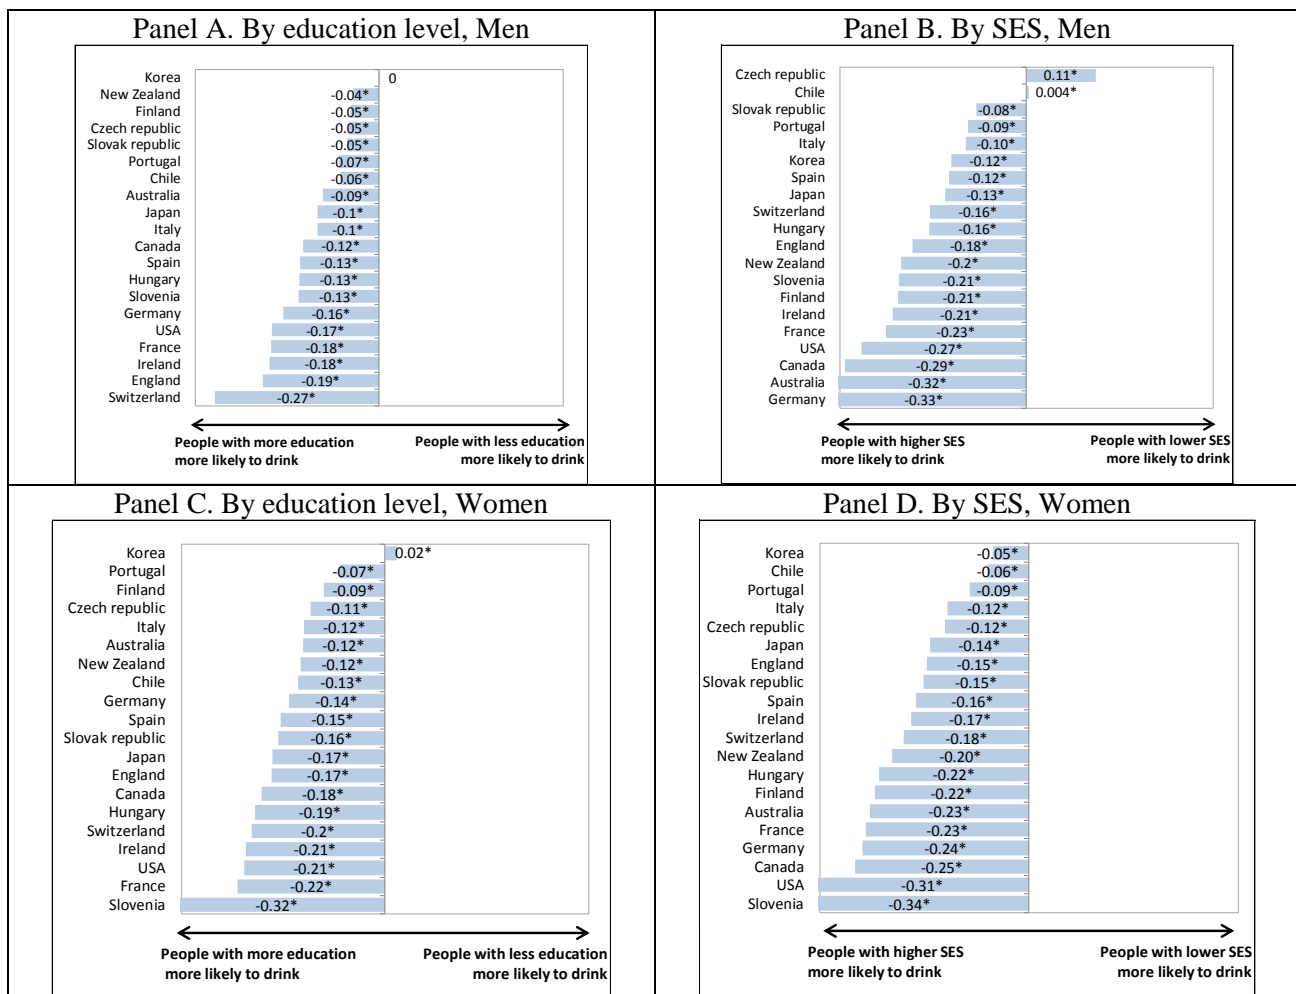 Panel A. By education level, Men
Korea 0
New Zealand -0.04*
Finland -0.05*
Czech republic -0.05*
Slovak republic -0.05*
Portugal -0.07*
Chile -0.06*
Australia -0.09*
Japan -0.1*
Italy -0.1*
Canada -0.12*
Spain -0.13*
Hungary -0.13*
Slovenia -0.13*
Germany -0.16*
USA -0.17*
France -0.18*
Ireland -0.18*
England -0.19*
Switzerland -0.27*
People with more education People with less education
more likely to drink more likely to drink
Panel B. By SES, Men
Czech republic 0.11*
Chile 0.004*
Slovak republic -0.08*
Portugal -0.09*
Italy -0.10*
Korea -0.12*
Spain -0.12*
Japan -0.13*
Switzerland -0.16*
Hungary -0.16*
England -0.18*
New Zealand -0.2*
Slovenia -0.21*
Finland -0.21*
Ireland -0.21*
France -0.23*
USA -0.27*
Canada -0.29*
Australia -0.32*
Germany -0.33*
People with higher SES People with lower SES
more likely to drink more likely to drink
Panel C. By education level, Women
Korea 0.02*
Portugal -0.07*
Finland -0.09*
Czech republic -0.11*
Italy -0.12*
Australia -0.12*
New Zealand -0.12*
Chile -0.13*
Germany -0.14*
Spain -0.15*
Slovak republic -0.16*
Japan -0.17*
England -0.17*
Canada -0.18*
Hungary -0.19*
Switzerland -0.2*
Ireland -0.21*
USA -0.21*
France -0.22*
Slovenia -0.32*
People with more education People with less education
more likely to drink more likely to drink
Panel D. By SES, Women
Korea -0.05*
Chile -0.06*
Portugal -0.09*
Italy -0.12*
Czech republic -0.12*
Japan -0.14*
England -0.15*
Slovak republic -0.15*
Spain -0.16*
Ireland -0.17*
Switzerland -0.18*
New Zealand -0.20*
Hungary -0.22*
Finland -0.22*
Australia -0.23*
France -0.23*
Germany -0.24*
Canada -0.25*
USA -0.31*
Slovenia -0.34*
People with higher SES People with lower SES
more likely to drink more likely to drink